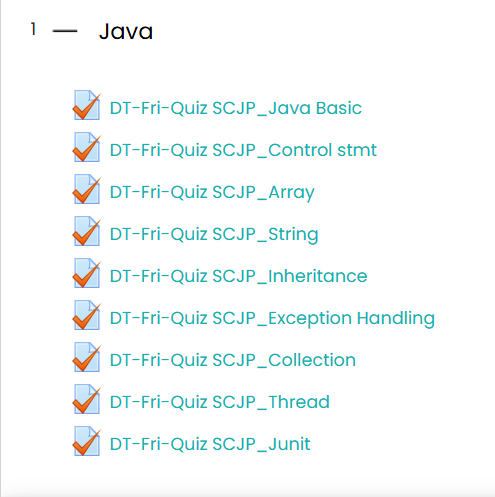 1 — Java
DT-Fri-Quiz SCJP_Java Basic
DT-Fri-Quiz SCJP_Control stmt
DT-Fri-Quiz SCJP_Array
DT-Fri-Quiz SCJP_String
DT-Fri-Quiz SCJP_Inheritance
DT-Fri-Quiz SCJP_Exception Handling
DT-Fri-Quiz SCJP_Collection
DT-Fri-Quiz SCJP_Thread
DT-Fri-Quiz SCJP_Junit